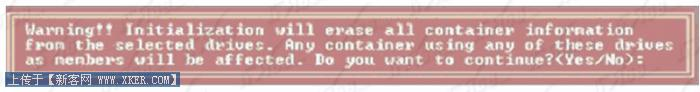 Warning!! Initialization will erase all container information
from the selected drives. Any container using any of these drives
as members will be affected. Do you want to continue?(Yes/No):
上传于【新客网 www.xker.com】